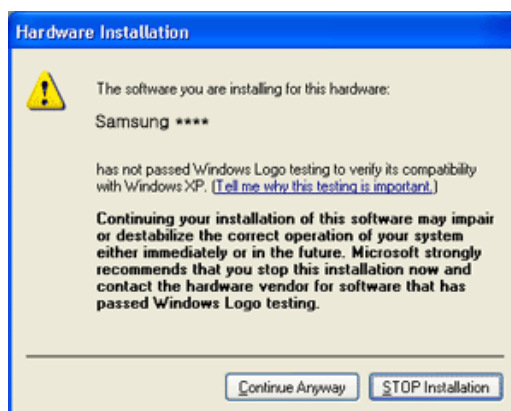 Hardware Installation
The software you are installing for this hardware:
Samsung ****
has not passed Windows Logo testing to verify its compatibility
with Windows XP. (Tell me why this testing is important.)
Continuing your installation of this software may impair
or destabilize the correct operation of your system
either immediately or in the future. Microsoft strongly
recommends that you stop this installation now and
contact the hardware vendor for software that has
passed Windows Logo testing.
Continue Anyway STOP Installation